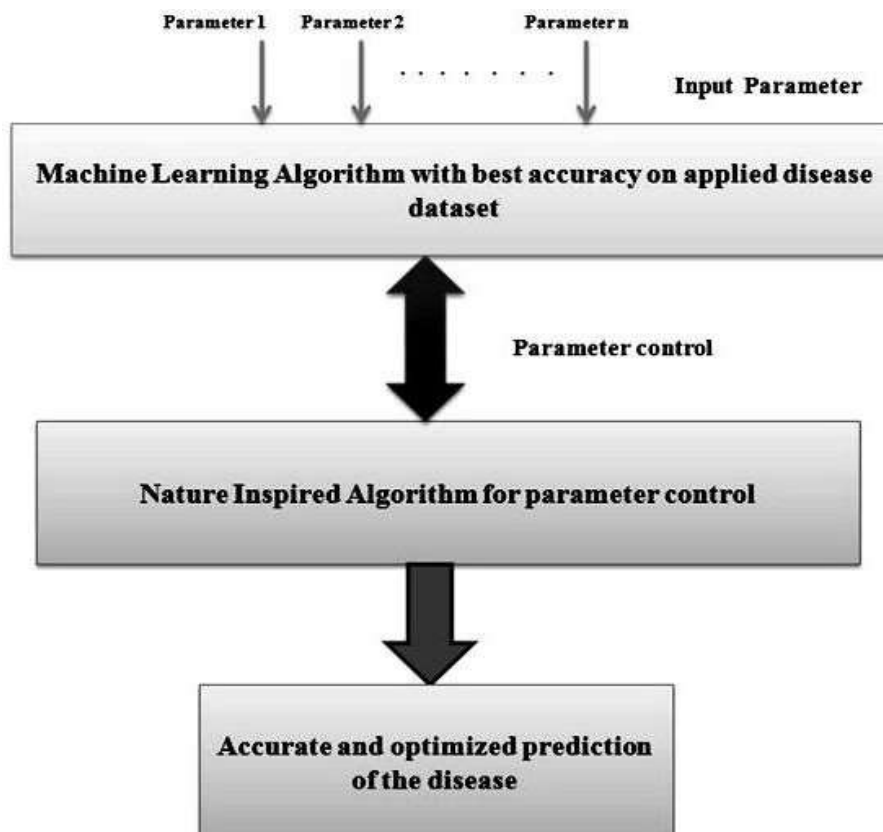 Parameter 1 Parameter 2 Parameter n
. . . . . . .
Input Parameter
Machine Learning Algorithm with best accuracy on applied disease
dataset
Parameter control
Nature Inspired Algorithm for parameter control
Accurate and optimized prediction
of the disease